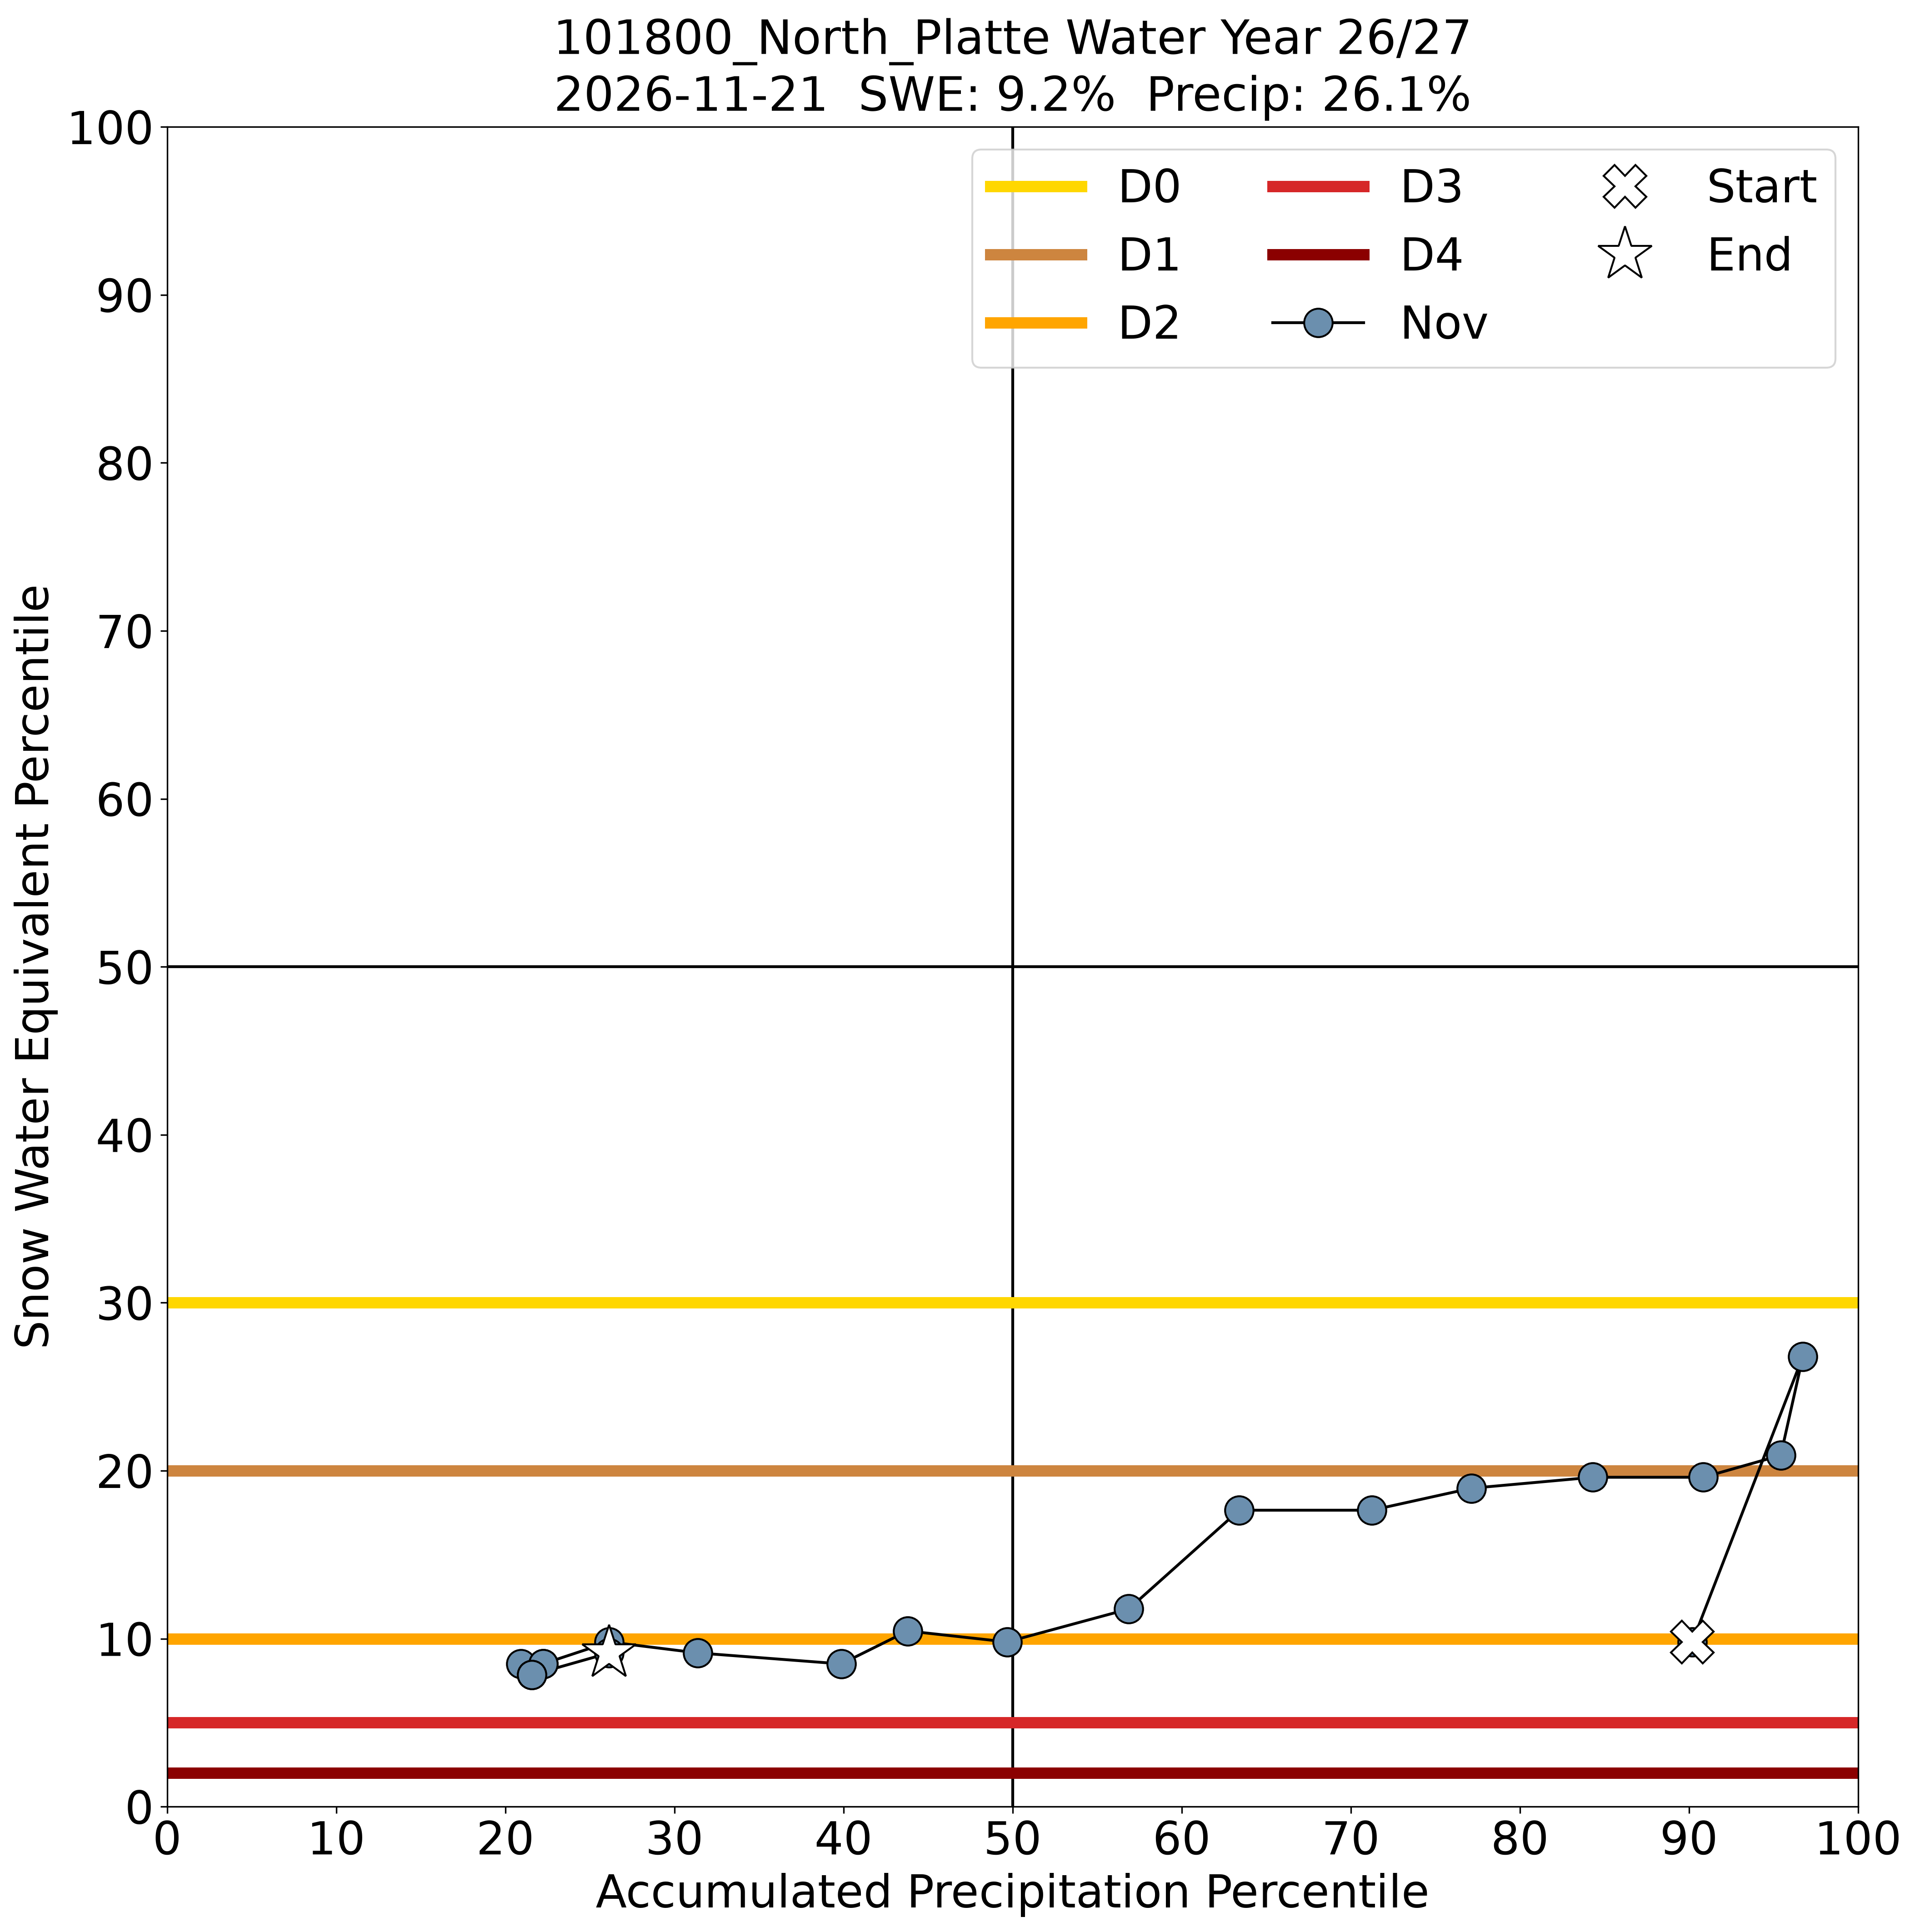 101800_North_Platte Water Year 26/27
2026-11-21 SWE: 9.2% Precip: 26.1%
D0
D1
D2
D3
D4
Nov
Start
End
Snow Water Equivalent Percentile
100
90
80
70
60
50
40
30
20
10
0
0 10 20 30 40 50 60 70 80 90 100
Accumulated Precipitation Percentile